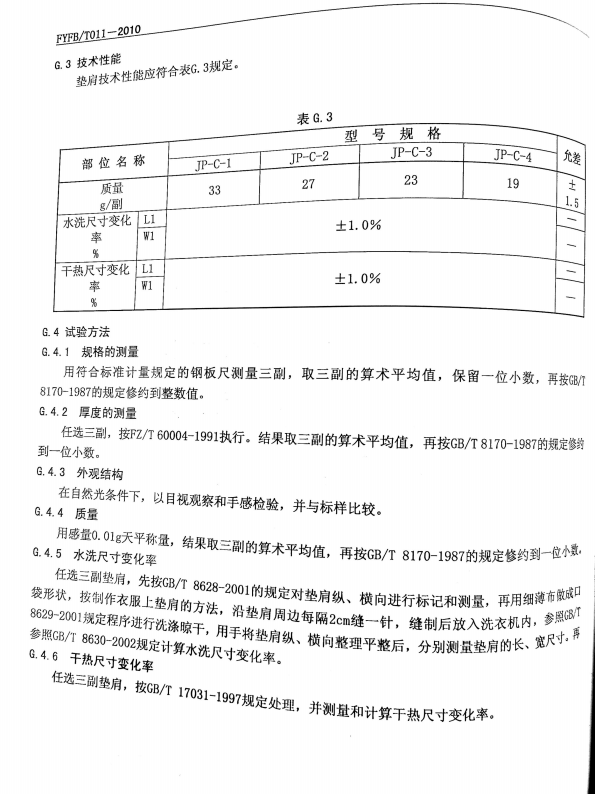 FYFB/T011—2010
G.3 技术性能
垫肩技术性能应符合表G.3规定。
表 G.3
部 位 名 称 型 号 规 格 允差
JP-C-1 JP-C-2 JP-C-3 JP-C-4
质量
g/副 33 27 23 19 ±
1.5
水洗尺寸变化
率
% L1 ±1.0% —
W1 —
干热尺寸变化
率
% L1 ±1.0% —
W1 —
G.4 试验方法
G.4.1 规格的测量
用符合标准计量规定的钢板尺测量三副，取三副的算术平均值，保留一位小数，再按GB/T
8170-1987的规定修约到整数值。
G.4.2 厚度的测量
任选三副，按FZ/T 60004-1991执行。结果取三副的算术平均值，再按GB/T 8170-1987的规定修约
到一位小数。
G.4.3 外观结构
在自然光条件下，以目视观察和手感检验，并与标样比较。
G.4.4 质量
用感量0.01g天平称量，结果取三副的算术平均值，再按GB/T 8170-1987的规定修约到一位小数。
G.4.5 水洗尺寸变化率
任选三副垫肩，先按GB/T 8628-2001的规定对垫肩纵、横向进行标记和测量，再用细薄布做成口
袋形状，按制作衣服上垫肩的方法，沿垫肩周边每隔2cm缝一针，缝制后放入洗衣机内，参照GB/T
8629-2001规定程序进行洗涤晾干，用手将垫肩纵、横向整理平整后，分别测量垫肩的长、宽尺寸。再
参照GB/T 8630-2002规定计算水洗尺寸变化率。
G.4.6 干热尺寸变化率
任选三副垫肩，按GB/T 17031-1997规定处理，并测量和计算干热尺寸变化率。